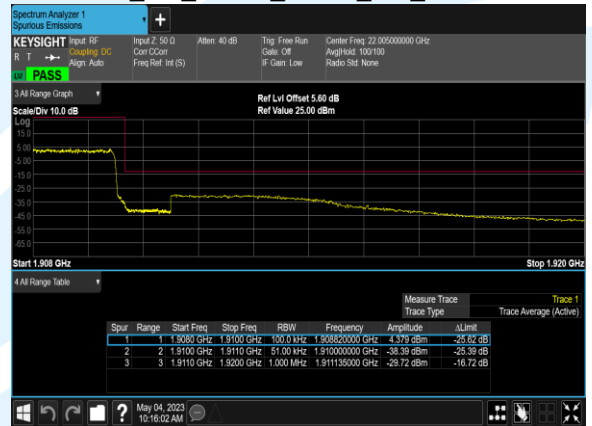 Spectrum Analyzer 1
Spurious Emissions
KEYSIGHT
R T
Input: RF
Coupling: DC
Align: Auto
Input Z: 50 Ω
Corr CCorr
Freq Ref: Int (S)
Atten: 40 dB
Trig: Free Run
Gate: Off
IF Gain: Low
Center Freq: 22.005000000 GHz
Avg|Hold: 100/100
Radio Std: None
PASS
3 All Range Graph
Ref Lvl Offset 5.60 dB
Scale/Div 10.0 dB
Ref Value 25.00 dBm
Log
15.0
5.00
-5.00
-15.0
-25.0
-35.0
-45.0
-55.0
-65.0
Start 1.908 GHz
Stop 1.920 GHz
4 All Range Table
Measure Trace Trace 1
Trace Type Trace Average (Active)
Spur Range Start Freq Stop Freq RBW Frequency Amplitude ΔLimit
1 1 1.9080 GHz 1.9100 GHz 100.0 kHz 1.908820000 GHz 4.379 dBm -25.62 dB
2 2 1.9100 GHz 1.9110 GHz 51.00 kHz 1.910000000 GHz -38.39 dBm -25.39 dB
3 3 1.9110 GHz 1.9200 GHz 1.000 MHz 1.911135000 GHz -29.72 dBm -16.72 dB
?
May 04, 2023
10:16:02 AM